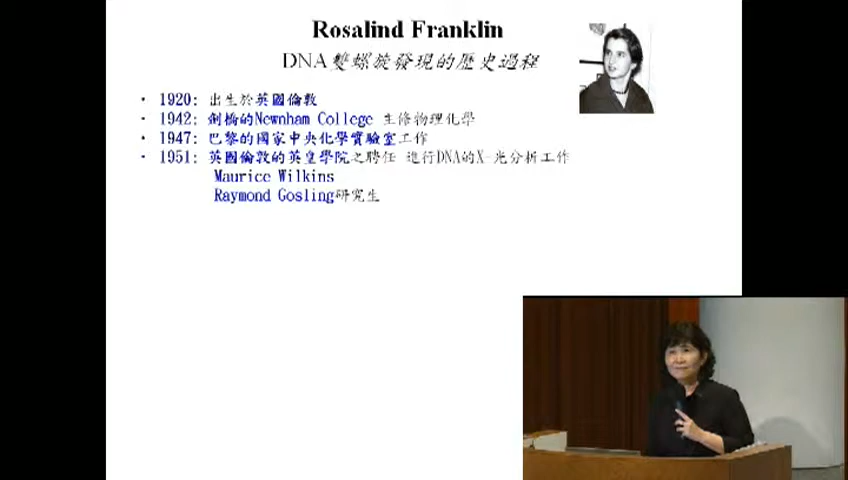 Rosalind Franklin
DNA雙螺旋發現的歷史過程
· 1920: 出生於英國倫敦
· 1942: 劍橋的Newnham College 主修物理化學
· 1947: 巴黎的國家中央化學實驗室工作
· 1951: 英國倫敦的英皇學院之聘任 進行DNA的X-光分析工作
Maurice Wilkins
Raymond Gosling研究生